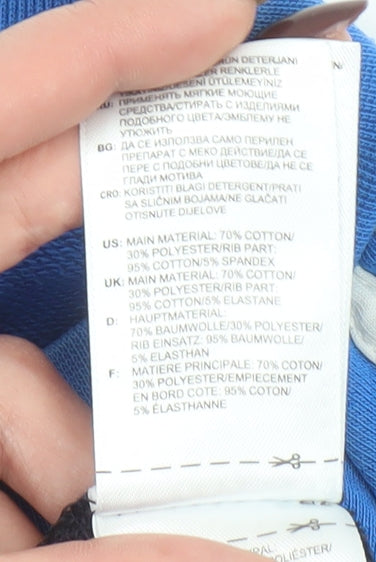 DETERJANI
RENKLERLE
ÜTÜLEMEYİNİZ
RU: ПРИМЕНЯТЬ МЯГКИЕ МОЮЩИЕ
СРЕДСТВА/СТИРАТЬ С ИЗДЕЛИЯМИ
ПОДОБНОГО ЦВЕТА/ЭМБЛЕМУ НЕ
УТЮЖИТЬ
BG: ДА СЕ ИЗПОЛЗВА САМО ПЕРИЛЕН
ПРЕПАРАТ С МЕКО ДЕЙСТВИЕ/ДА СЕ
ПЕРЕ С ПОДОБНИ ЦВЕТОВЕ/ДА НЕ СЕ
ГЛАДИ МОТИВА
CRO: KORISTITI BLAGI DETERGENT/PRATI
SA SLIČNIM BOJAMA/NE GLAČATI
OTISNUTE DIJELOVE
US: MAIN MATERIAL: 70% COTTON/
30% POLYESTER/RIB PART:
95% COTTON/5% SPANDEX
UK: MAIN MATERIAL: 70% COTTON/
30% POLYESTER/RIB PART:
95% COTTON/5% ELASTANE
D: HAUPTMATERIAL:
70% BAUMWOLLE/30% POLYESTER/
RIB EINSATZ: 95% BAUMWOLLE/
5% ELASTHAN
F: MATIERE PRINCIPALE: 70% COTON/
30% POLYESTER/EMPIECEMENT
EN BORD COTE: 95% COTON/
5% ÉLASTHANNE